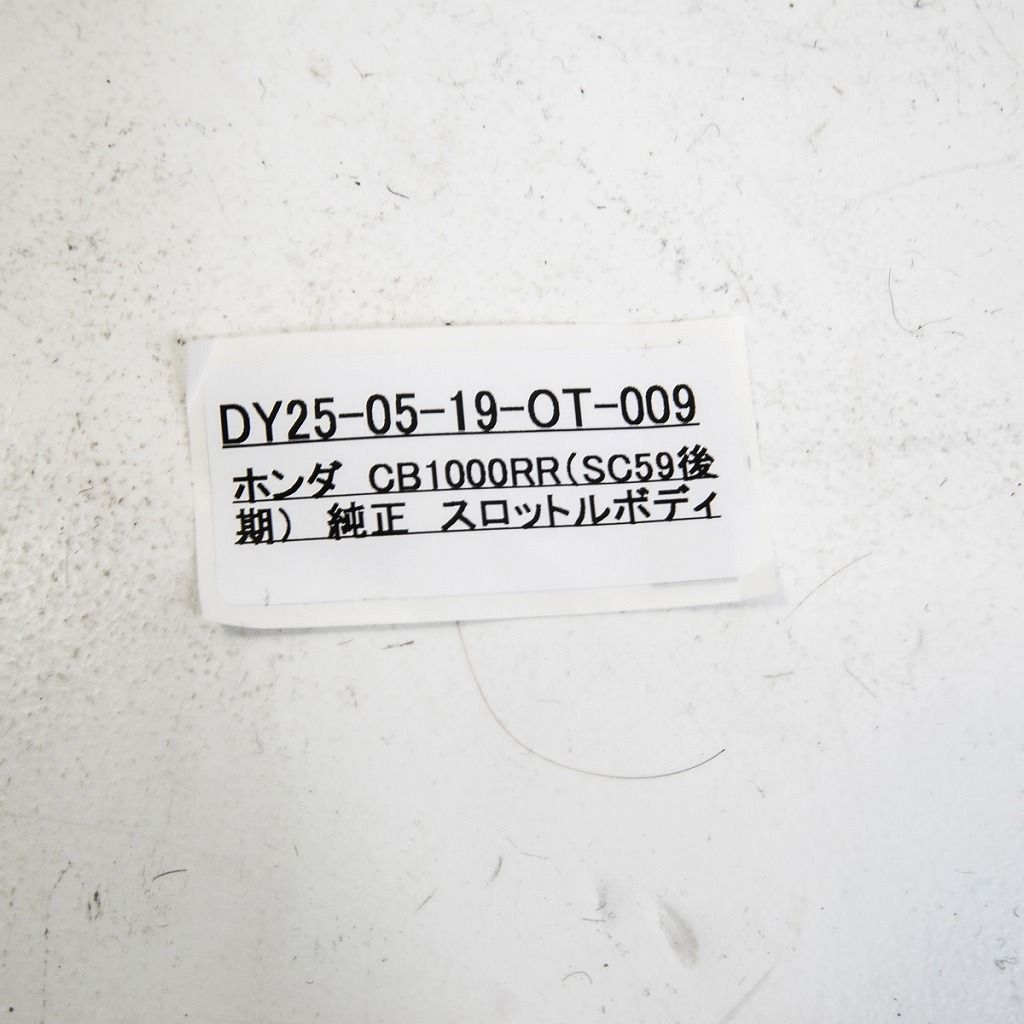 DY25-05-19-OT-009
ホンダ CB1000RR(SC59後
期) 純正 スロットルボディ